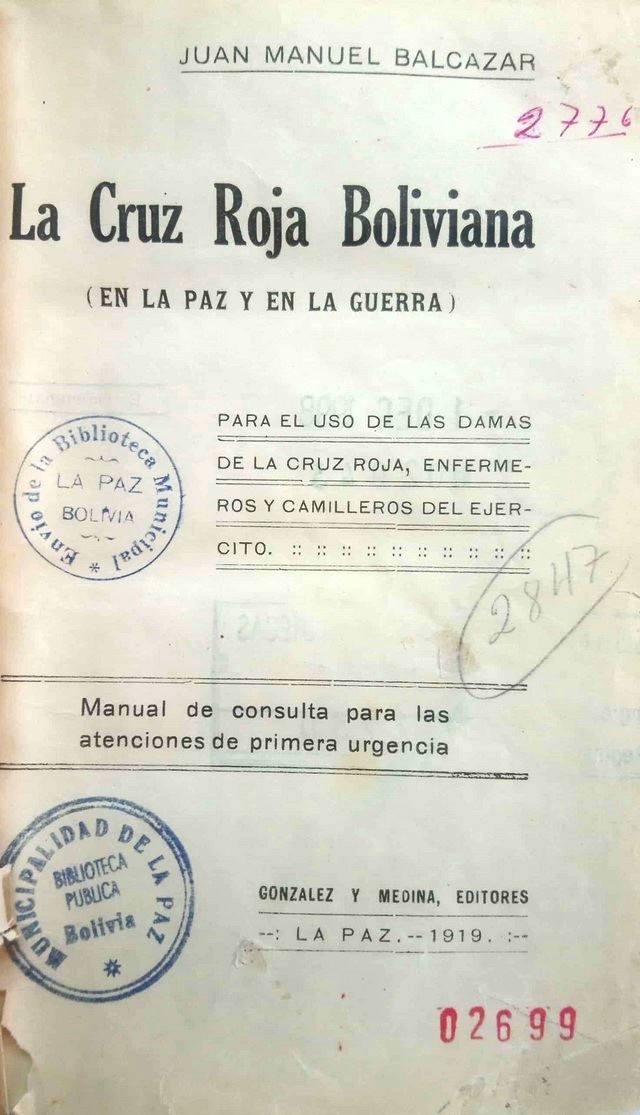 JUAN MANUEL BALCAZAR
2776
La Cruz Roja Boliviana
(EN LA PAZ Y EN LA GUERRA)
PARA EL USO DE LAS DAMAS
DE LA CRUZ ROJA, ENFERME-
ROS Y CAMILLEROS DEL EJER-
CITO. :: :: :: :: :: :: :: :: :: ::
Envio de la Biblioteca Municipal *
LA PAZ
BOLIVIA
2847
Manual de consulta para las
atenciones de primera urgencia
MUNICIPALIDAD DE LA PAZ
BIBLIOTECA
PUBLICA
Bolivia
GONZALEZ Y MEDINA, EDITORES
--: LA PAZ.--1919. :--
02699